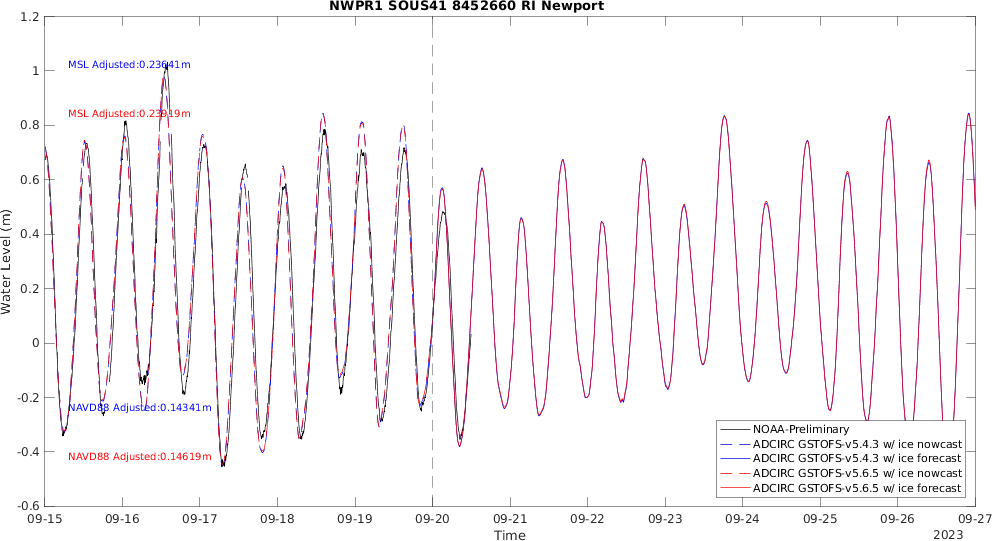 NWPR1 SOUS41 8452660 RI Newport
1.2
1
0.8
0.6
0.4
0.2
0
-0.2
-0.4
-0.6
Water Level (m)
MSL Adjusted:0.23641m
MSL Adjusted:0.23919m
NAVD88 Adjusted:0.14341m
NAVD88 Adjusted:0.14619m
NOAA-Preliminary
ADCIRC GSTOFS-v5.4.3 w/ ice nowcast
ADCIRC GSTOFS-v5.4.3 w/ ice forecast
ADCIRC GSTOFS-v5.6.5 w/ ice nowcast
ADCIRC GSTOFS-v5.6.5 w/ ice forecast
09-15 09-16 09-17 09-18 09-19 09-20 09-21 09-22 09-23 09-24 09-25 09-26 09-27
Time
2023